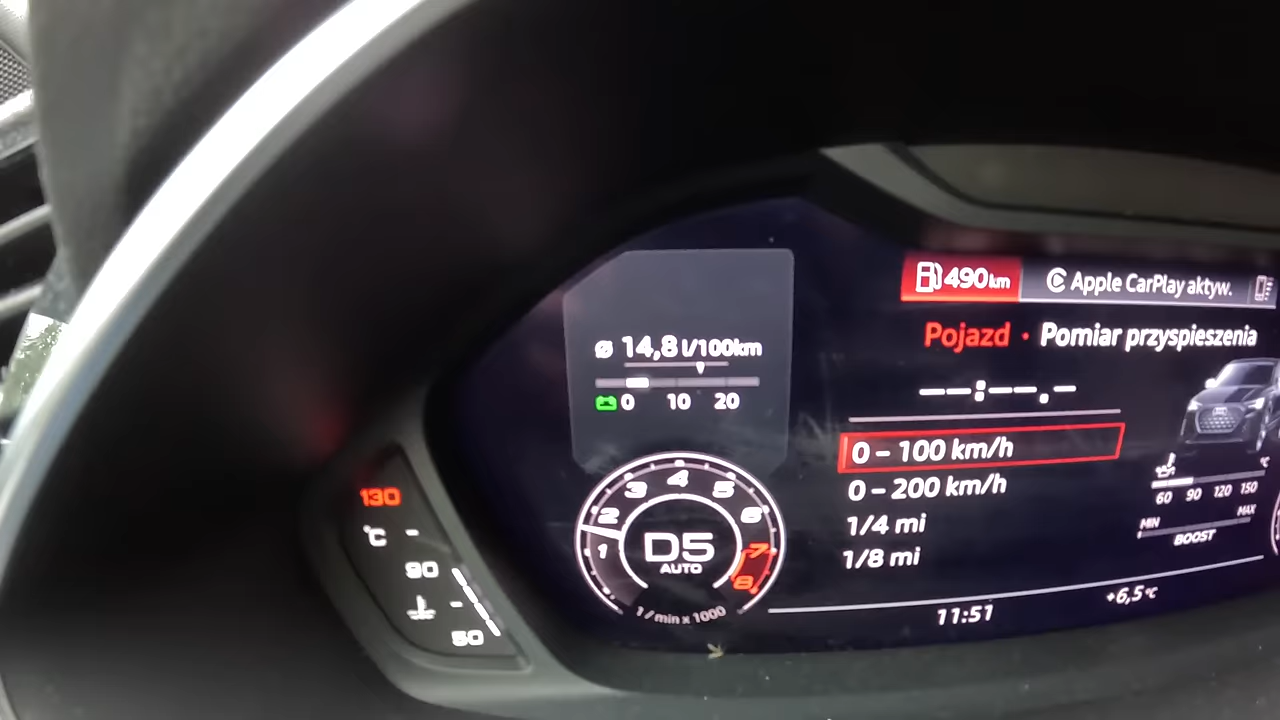 490km
Apple CarPlay aktyw.
Pojazd · Pomiar przyspieszenia
--:--.-
ø 14,8 l/100km
0 10 20
0 – 100 km/h
0 – 200 km/h
1/4 mi
1/8 mi
°C
60 90 120 150
MIN MAX
BOOST
1 2 3 4 5 6 7 8
D5
AUTO
1/min x 1000
130
°C
90
50
11:51
+6,5°C